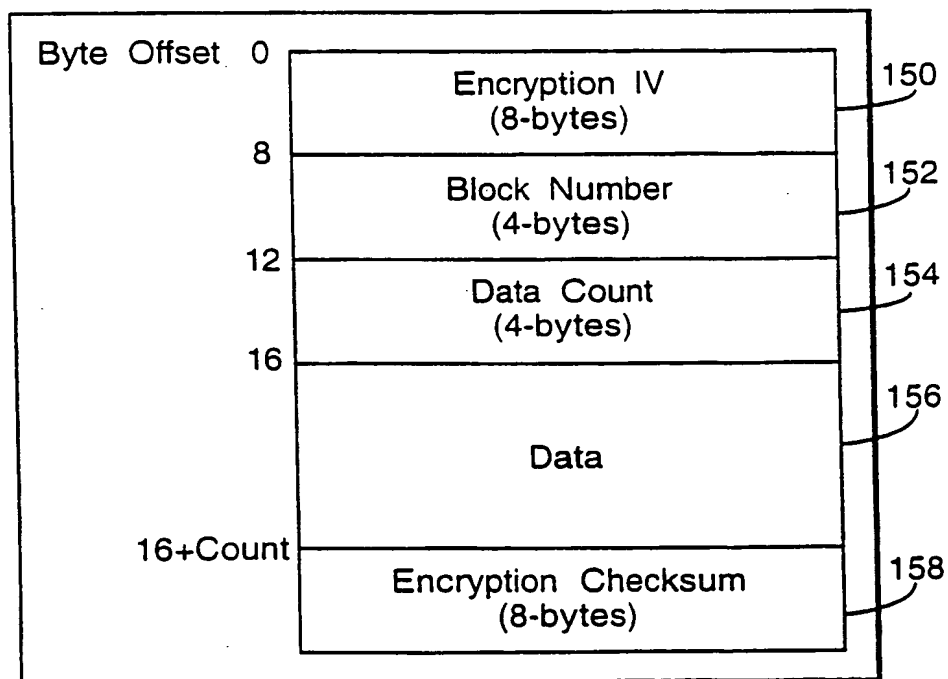 Byte Offset 0
Encryption IV
(8-bytes)
150
8
Block Number
(4-bytes)
152
12
Data Count
(4-bytes)
154
16
Data
156
16+Count
Encryption Checksum
(8-bytes)
158